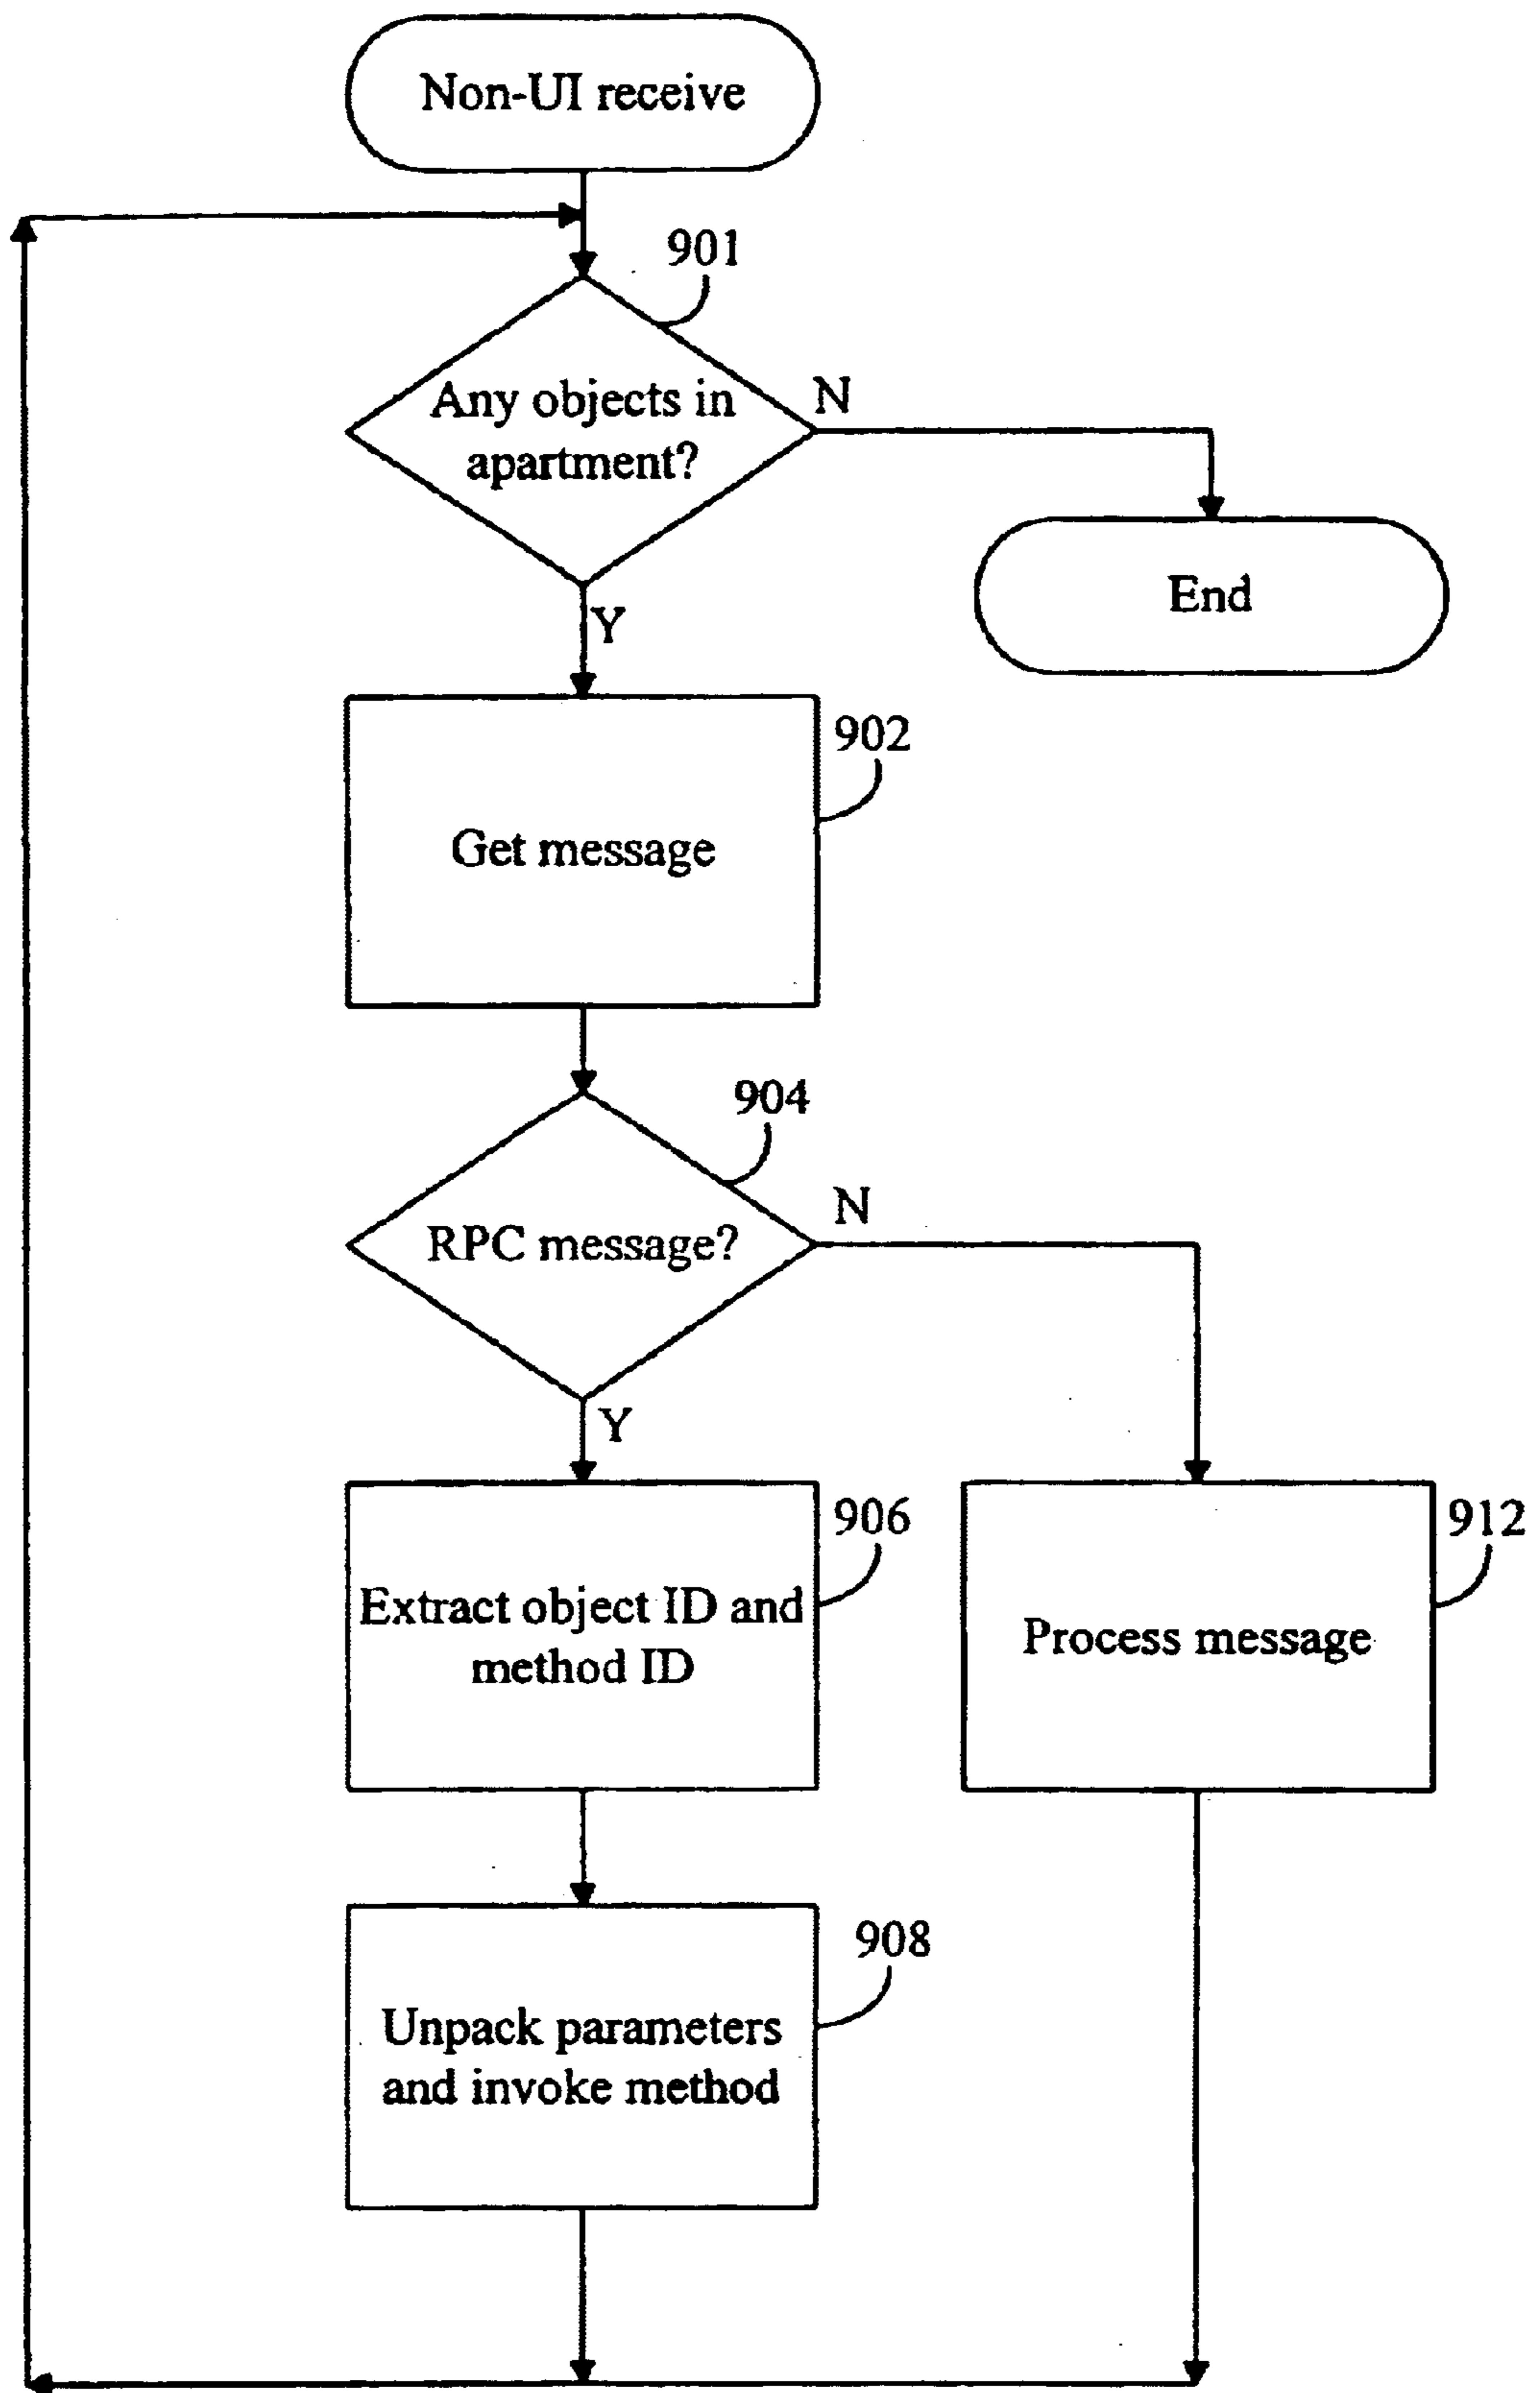 Non-UI receive
901
Any objects in
apartment?
N
End
Y
902
Get message
904
RPC message?
N
Y
906
Extract object ID and
method ID
912
Process message
908
Unpack parameters
and invoke method